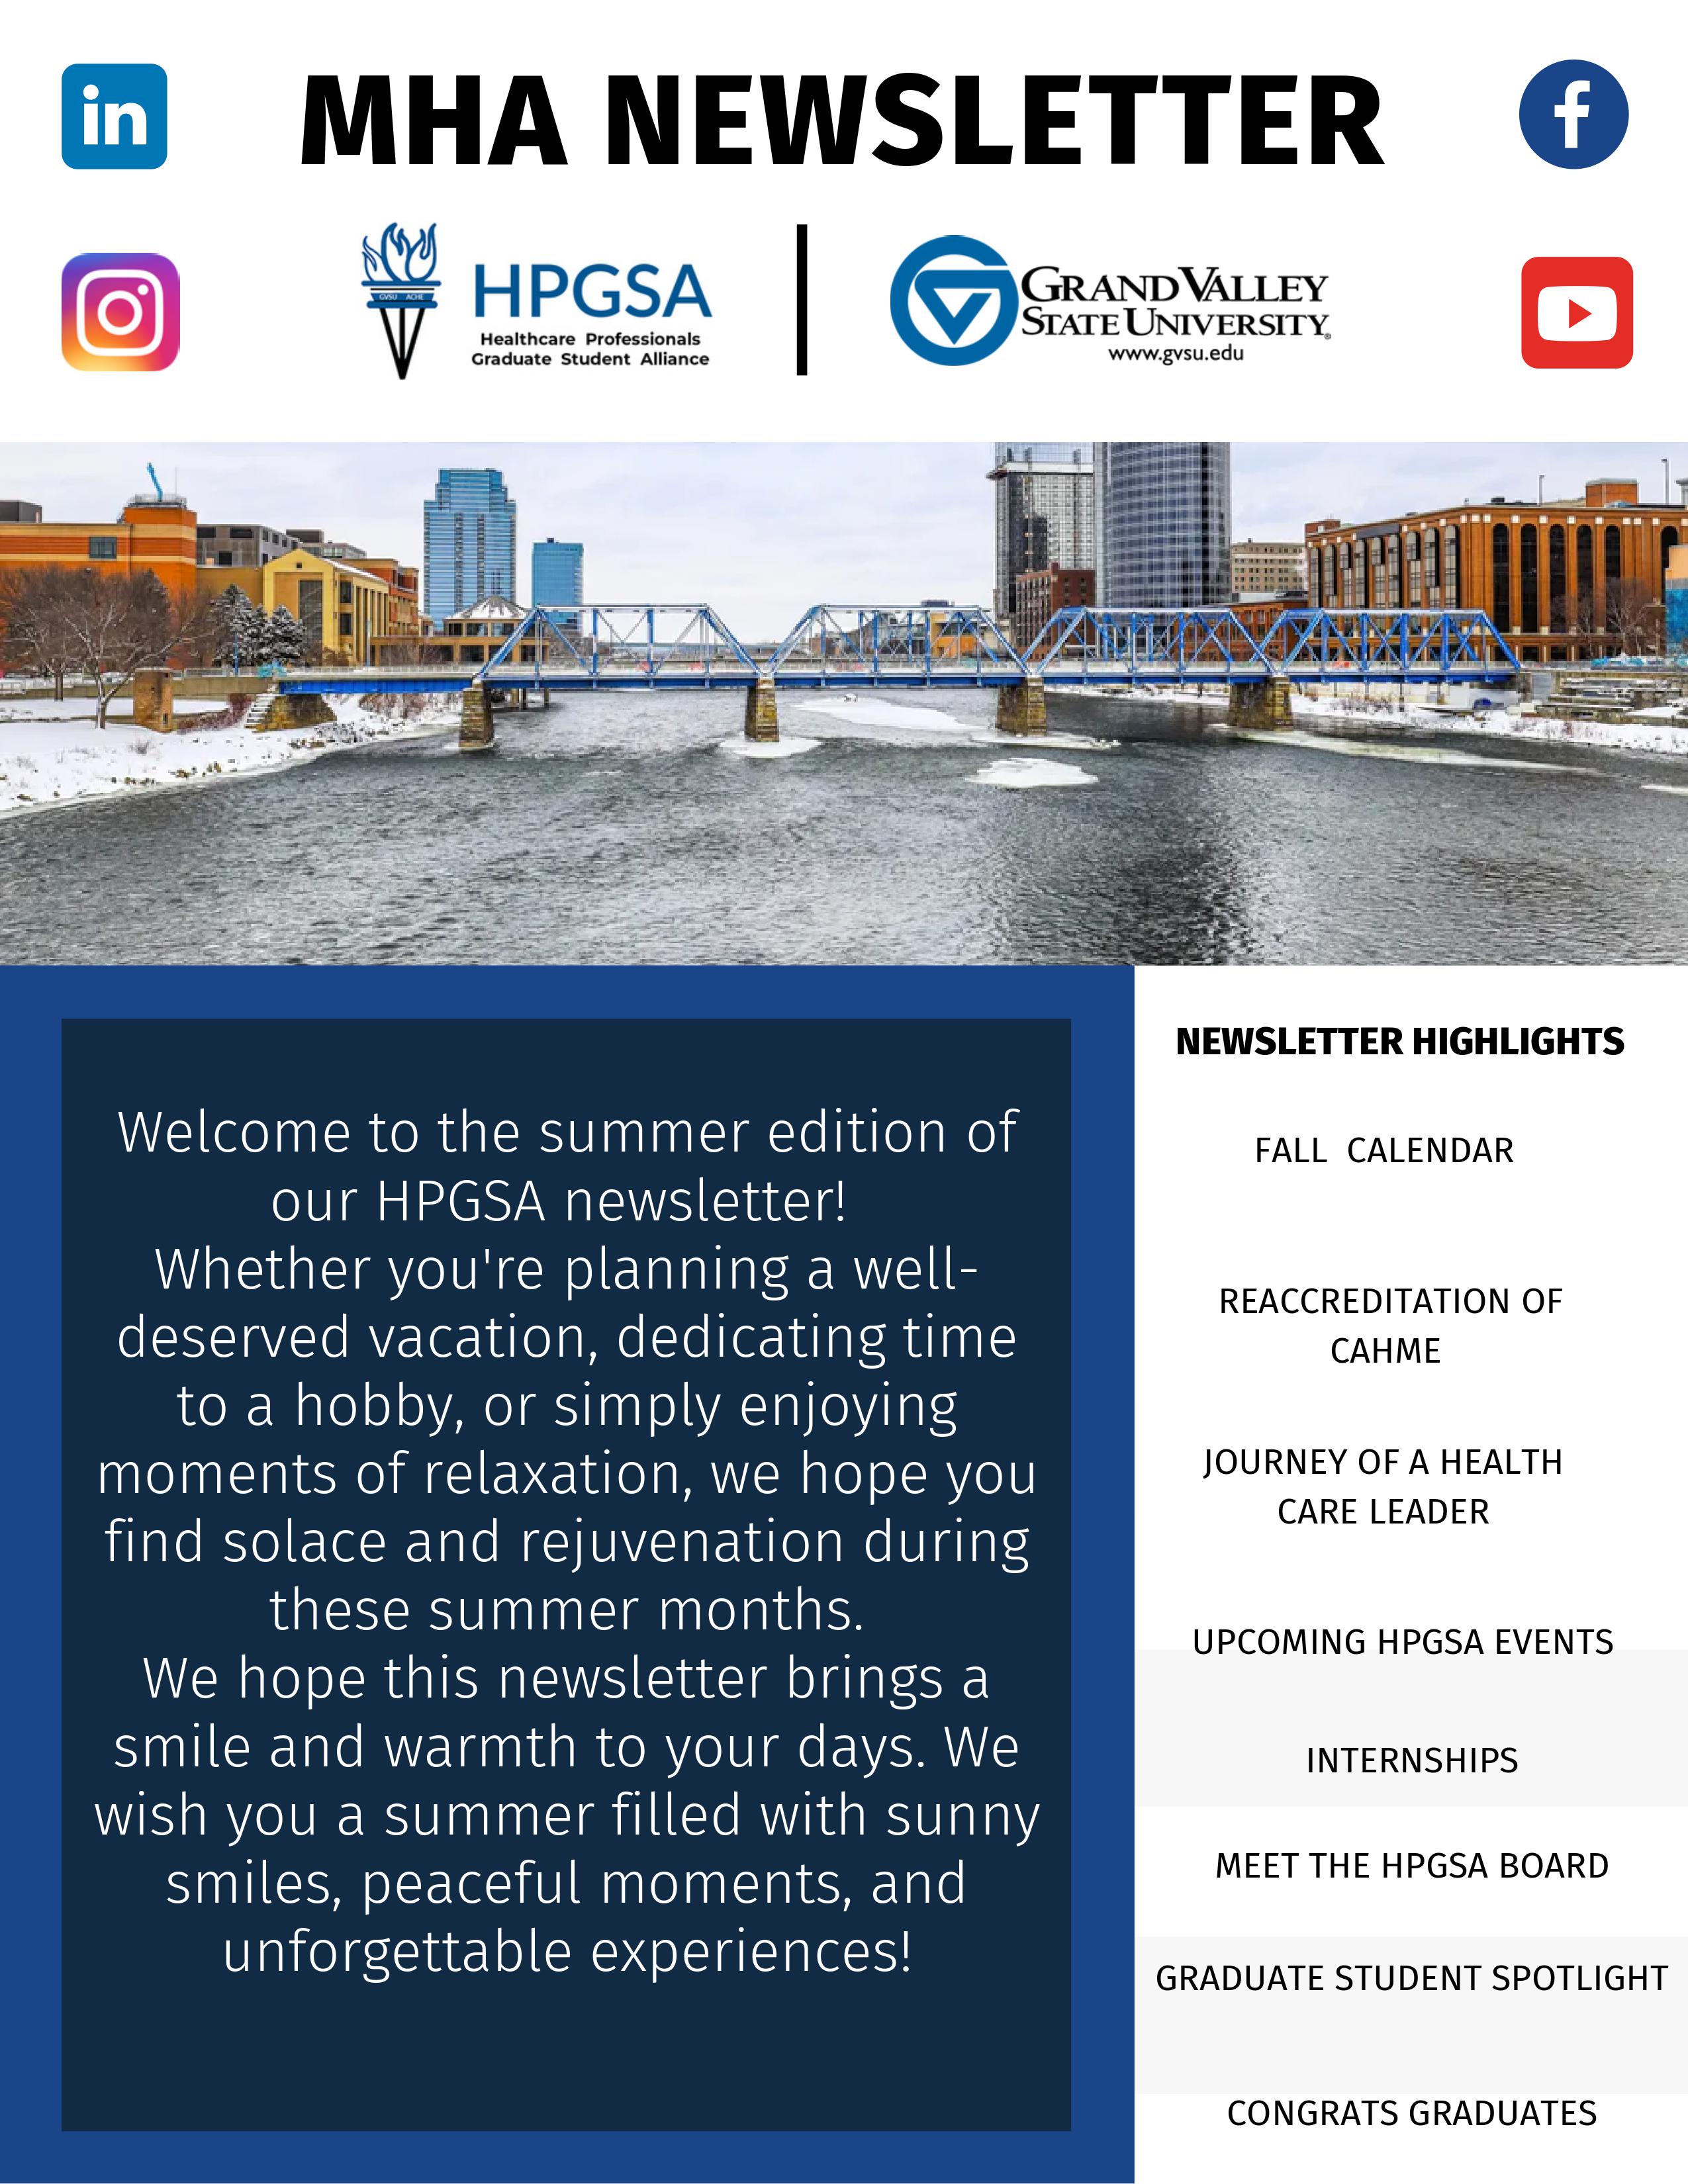 in
MHA NEWSLETTER
f
GVSU ACHE
HPGSA
Healthcare Professionals
Graduate Student Alliance
GRAND VALLEY
STATE UNIVERSITY®
www.gvsu.edu
Welcome to the summer edition of
our HPGSA newsletter!
Whether you're planning a well-
deserved vacation, dedicating time
to a hobby, or simply enjoying
moments of relaxation, we hope you
find solace and rejuvenation during
these summer months.
We hope this newsletter brings a
smile and warmth to your days. We
wish you a summer filled with sunny
smiles, peaceful moments, and
unforgettable experiences!
NEWSLETTER HIGHLIGHTS
FALL CALENDAR
REACCREDITATION OF
CAHME
JOURNEY OF A HEALTH
CARE LEADER
UPCOMING HPGSA EVENTS
INTERNSHIPS
MEET THE HPGSA BOARD
GRADUATE STUDENT SPOTLIGHT
CONGRATS GRADUATES